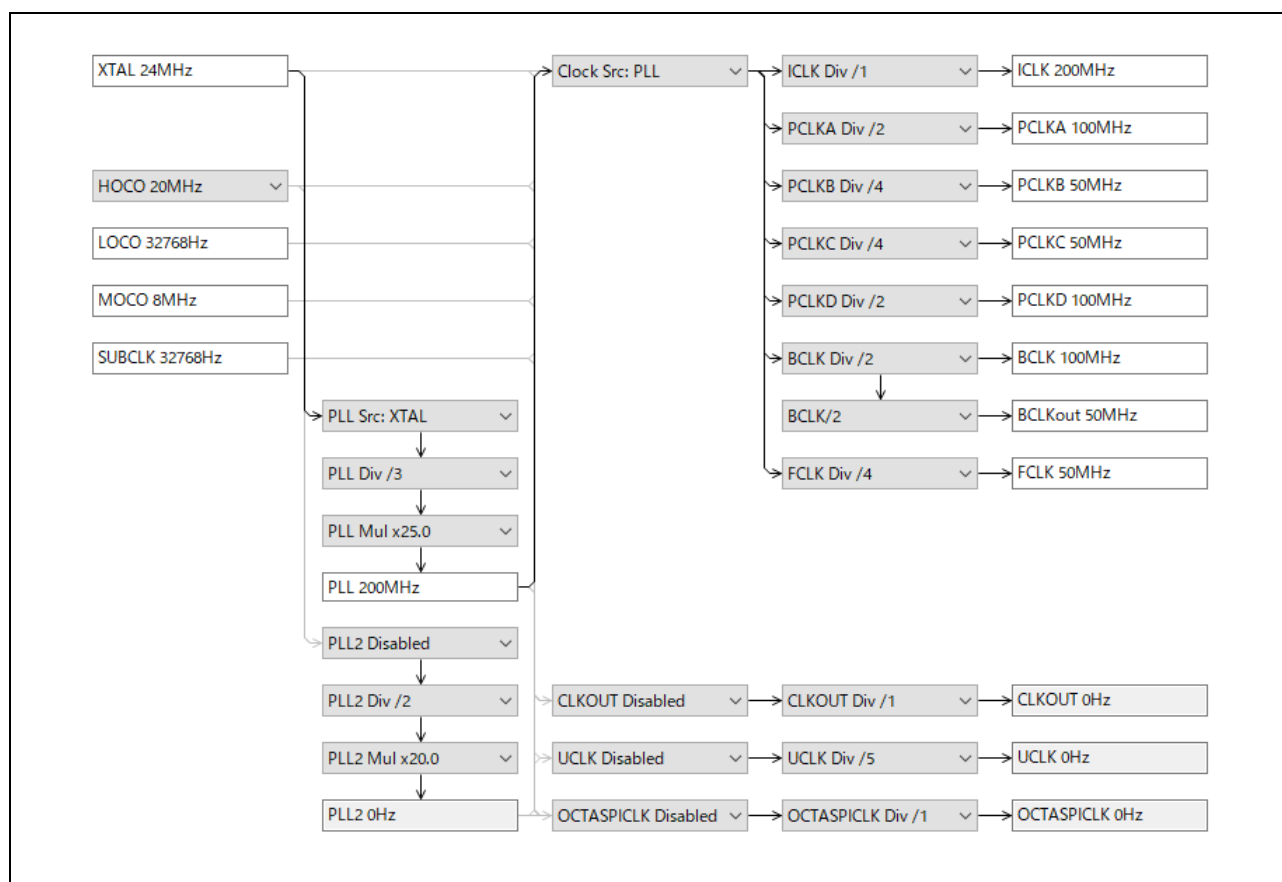 XTAL 24MHz
Clock Src: PLL
ICLK Div /1
ICLK 200MHz
PCLKA Div /2
PCLKA 100MHz
HOCO 20MHz
PCLKB Div /4
PCLKB 50MHz
LOCO 32768Hz
PCLKC Div /4
PCLKC 50MHz
MOCO 8MHz
PCLKD Div /2
PCLKD 100MHz
SUBCLK 32768Hz
BCLK Div /2
BCLK 100MHz
PLL Src: XTAL
BCLK/2
BCLKout 50MHz
PLL Div /3
FCLK Div /4
FCLK 50MHz
PLL Mul x25.0
PLL 200MHz
PLL2 Disabled
PLL2 Div /2
CLKOUT Disabled
CLKOUT Div /1
CLKOUT 0Hz
PLL2 Mul x20.0
UCLK Disabled
UCLK Div /5
UCLK 0Hz
PLL2 0Hz
OCTASPICLK Disabled
OCTASPICLK Div /1
OCTASPICLK 0Hz